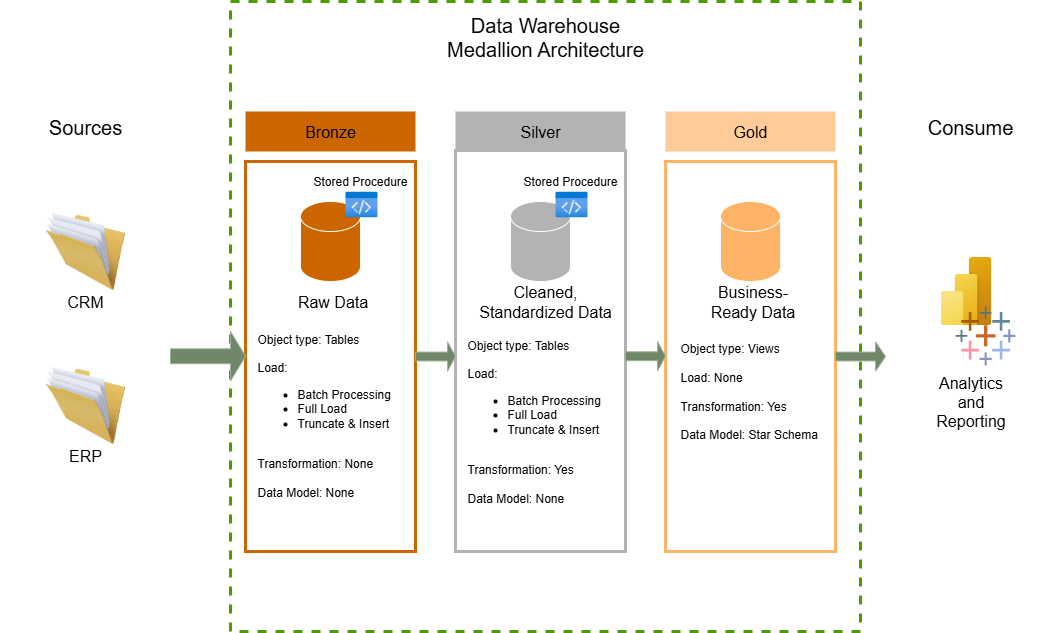 Data Warehouse
Medallion Architecture
Sources
CRM
ERP
Bronze
Stored Procedure
</>
Raw Data
Object type: Tables
Load:
• Batch Processing
• Full Load
• Truncate & Insert
Transformation: None
Data Model: None
Silver
Stored Procedure
</>
Cleaned,
Standardized Data
Object type: Tables
Load:
• Batch Processing
• Full Load
• Truncate & Insert
Transformation: Yes
Data Model: None
Gold
Business-
Ready Data
Object type: Views
Load: None
Transformation: Yes
Data Model: Star Schema
Consume
Analytics
and
Reporting